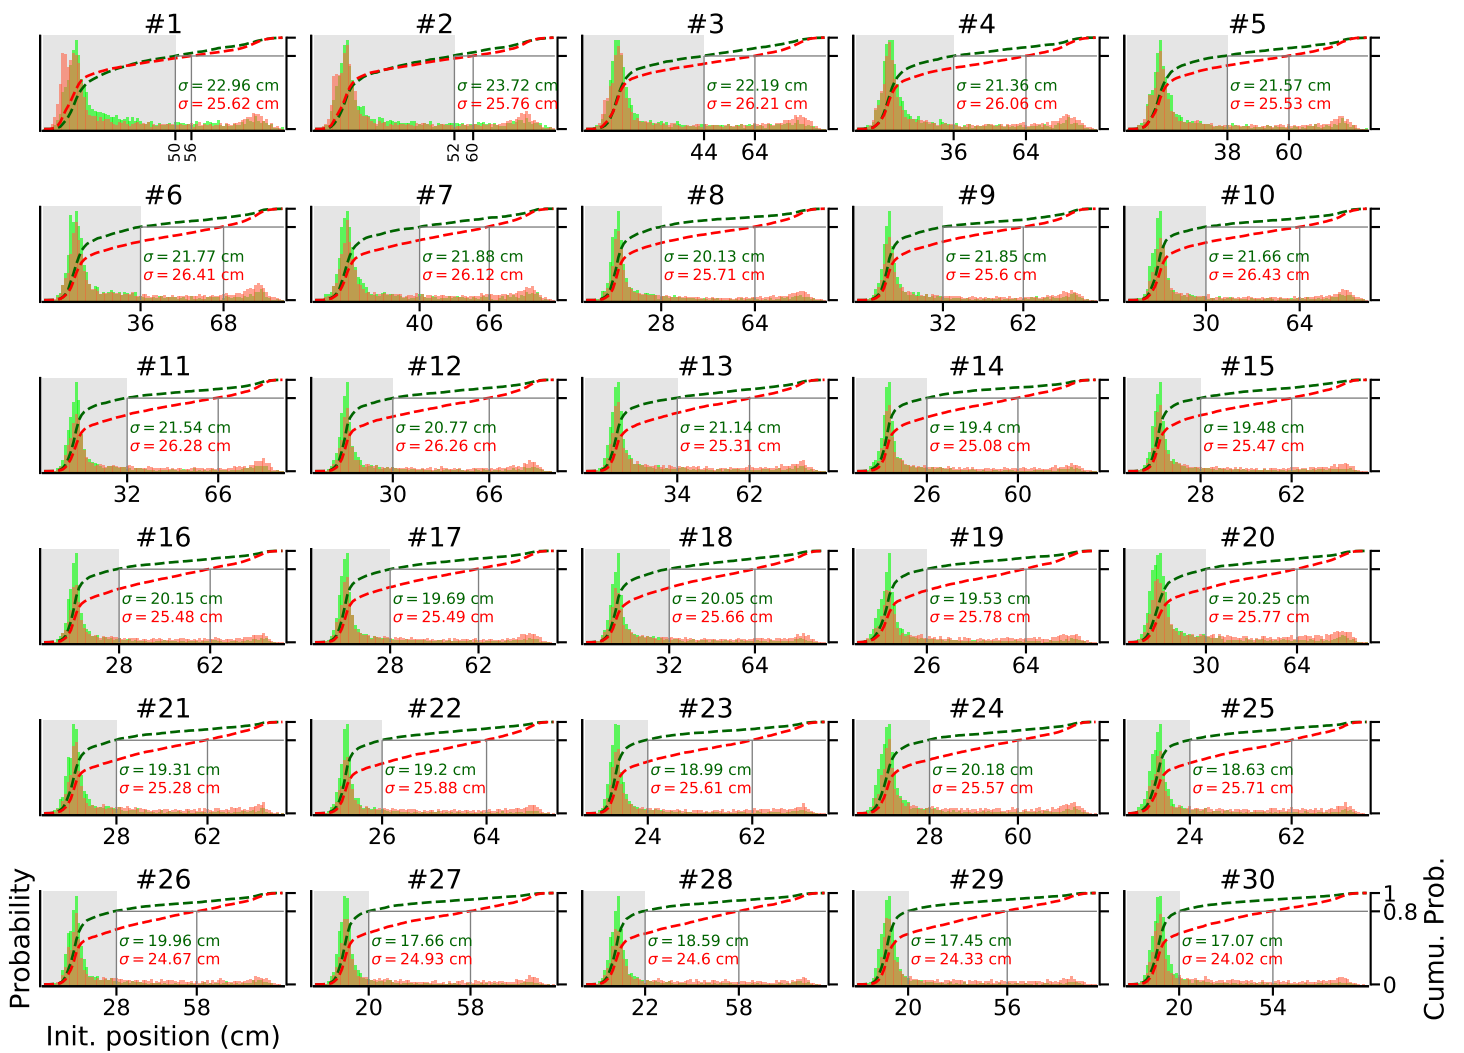 #1 #2 #3 #4 #5
σ = 22.96 cm σ = 23.72 cm σ = 22.19 cm σ = 21.36 cm σ = 21.57 cm
σ = 25.62 cm σ = 25.76 cm σ = 26.21 cm σ = 26.06 cm σ = 25.53 cm
50 56 52 60 44 64 36 64 38 60
#6 #7 #8 #9 #10
σ = 21.77 cm σ = 21.88 cm σ = 20.13 cm σ = 21.85 cm σ = 21.66 cm
σ = 26.41 cm σ = 26.12 cm σ = 25.71 cm σ = 25.6 cm σ = 26.43 cm
36 68 40 66 28 64 32 62 30 64
#11 #12 #13 #14 #15
σ = 21.54 cm σ = 20.77 cm σ = 21.14 cm σ = 19.4 cm σ = 19.48 cm
σ = 26.28 cm σ = 26.26 cm σ = 25.31 cm σ = 25.08 cm σ = 25.47 cm
32 66 30 66 34 62 26 60 28 62
#16 #17 #18 #19 #20
σ = 20.15 cm σ = 19.69 cm σ = 20.05 cm σ = 19.53 cm σ = 20.25 cm
σ = 25.48 cm σ = 25.49 cm σ = 25.66 cm σ = 25.78 cm σ = 25.77 cm
28 62 28 62 32 64 26 64 30 64
#21 #22 #23 #24 #25
σ = 19.31 cm σ = 19.2 cm σ = 18.99 cm σ = 20.18 cm σ = 18.63 cm
σ = 25.28 cm σ = 25.88 cm σ = 25.61 cm σ = 25.57 cm σ = 25.71 cm
28 62 26 64 24 62 28 60 24 62
#26 #27 #28 #29 #30
1
0.8
σ = 19.96 cm σ = 17.66 cm σ = 18.59 cm σ = 17.45 cm σ = 17.07 cm
σ = 24.67 cm σ = 24.93 cm σ = 24.6 cm σ = 24.33 cm σ = 24.02 cm
0
28 58 20 58 22 58 20 56 20 54
Probability
Cumu. Prob.
Init. position (cm)